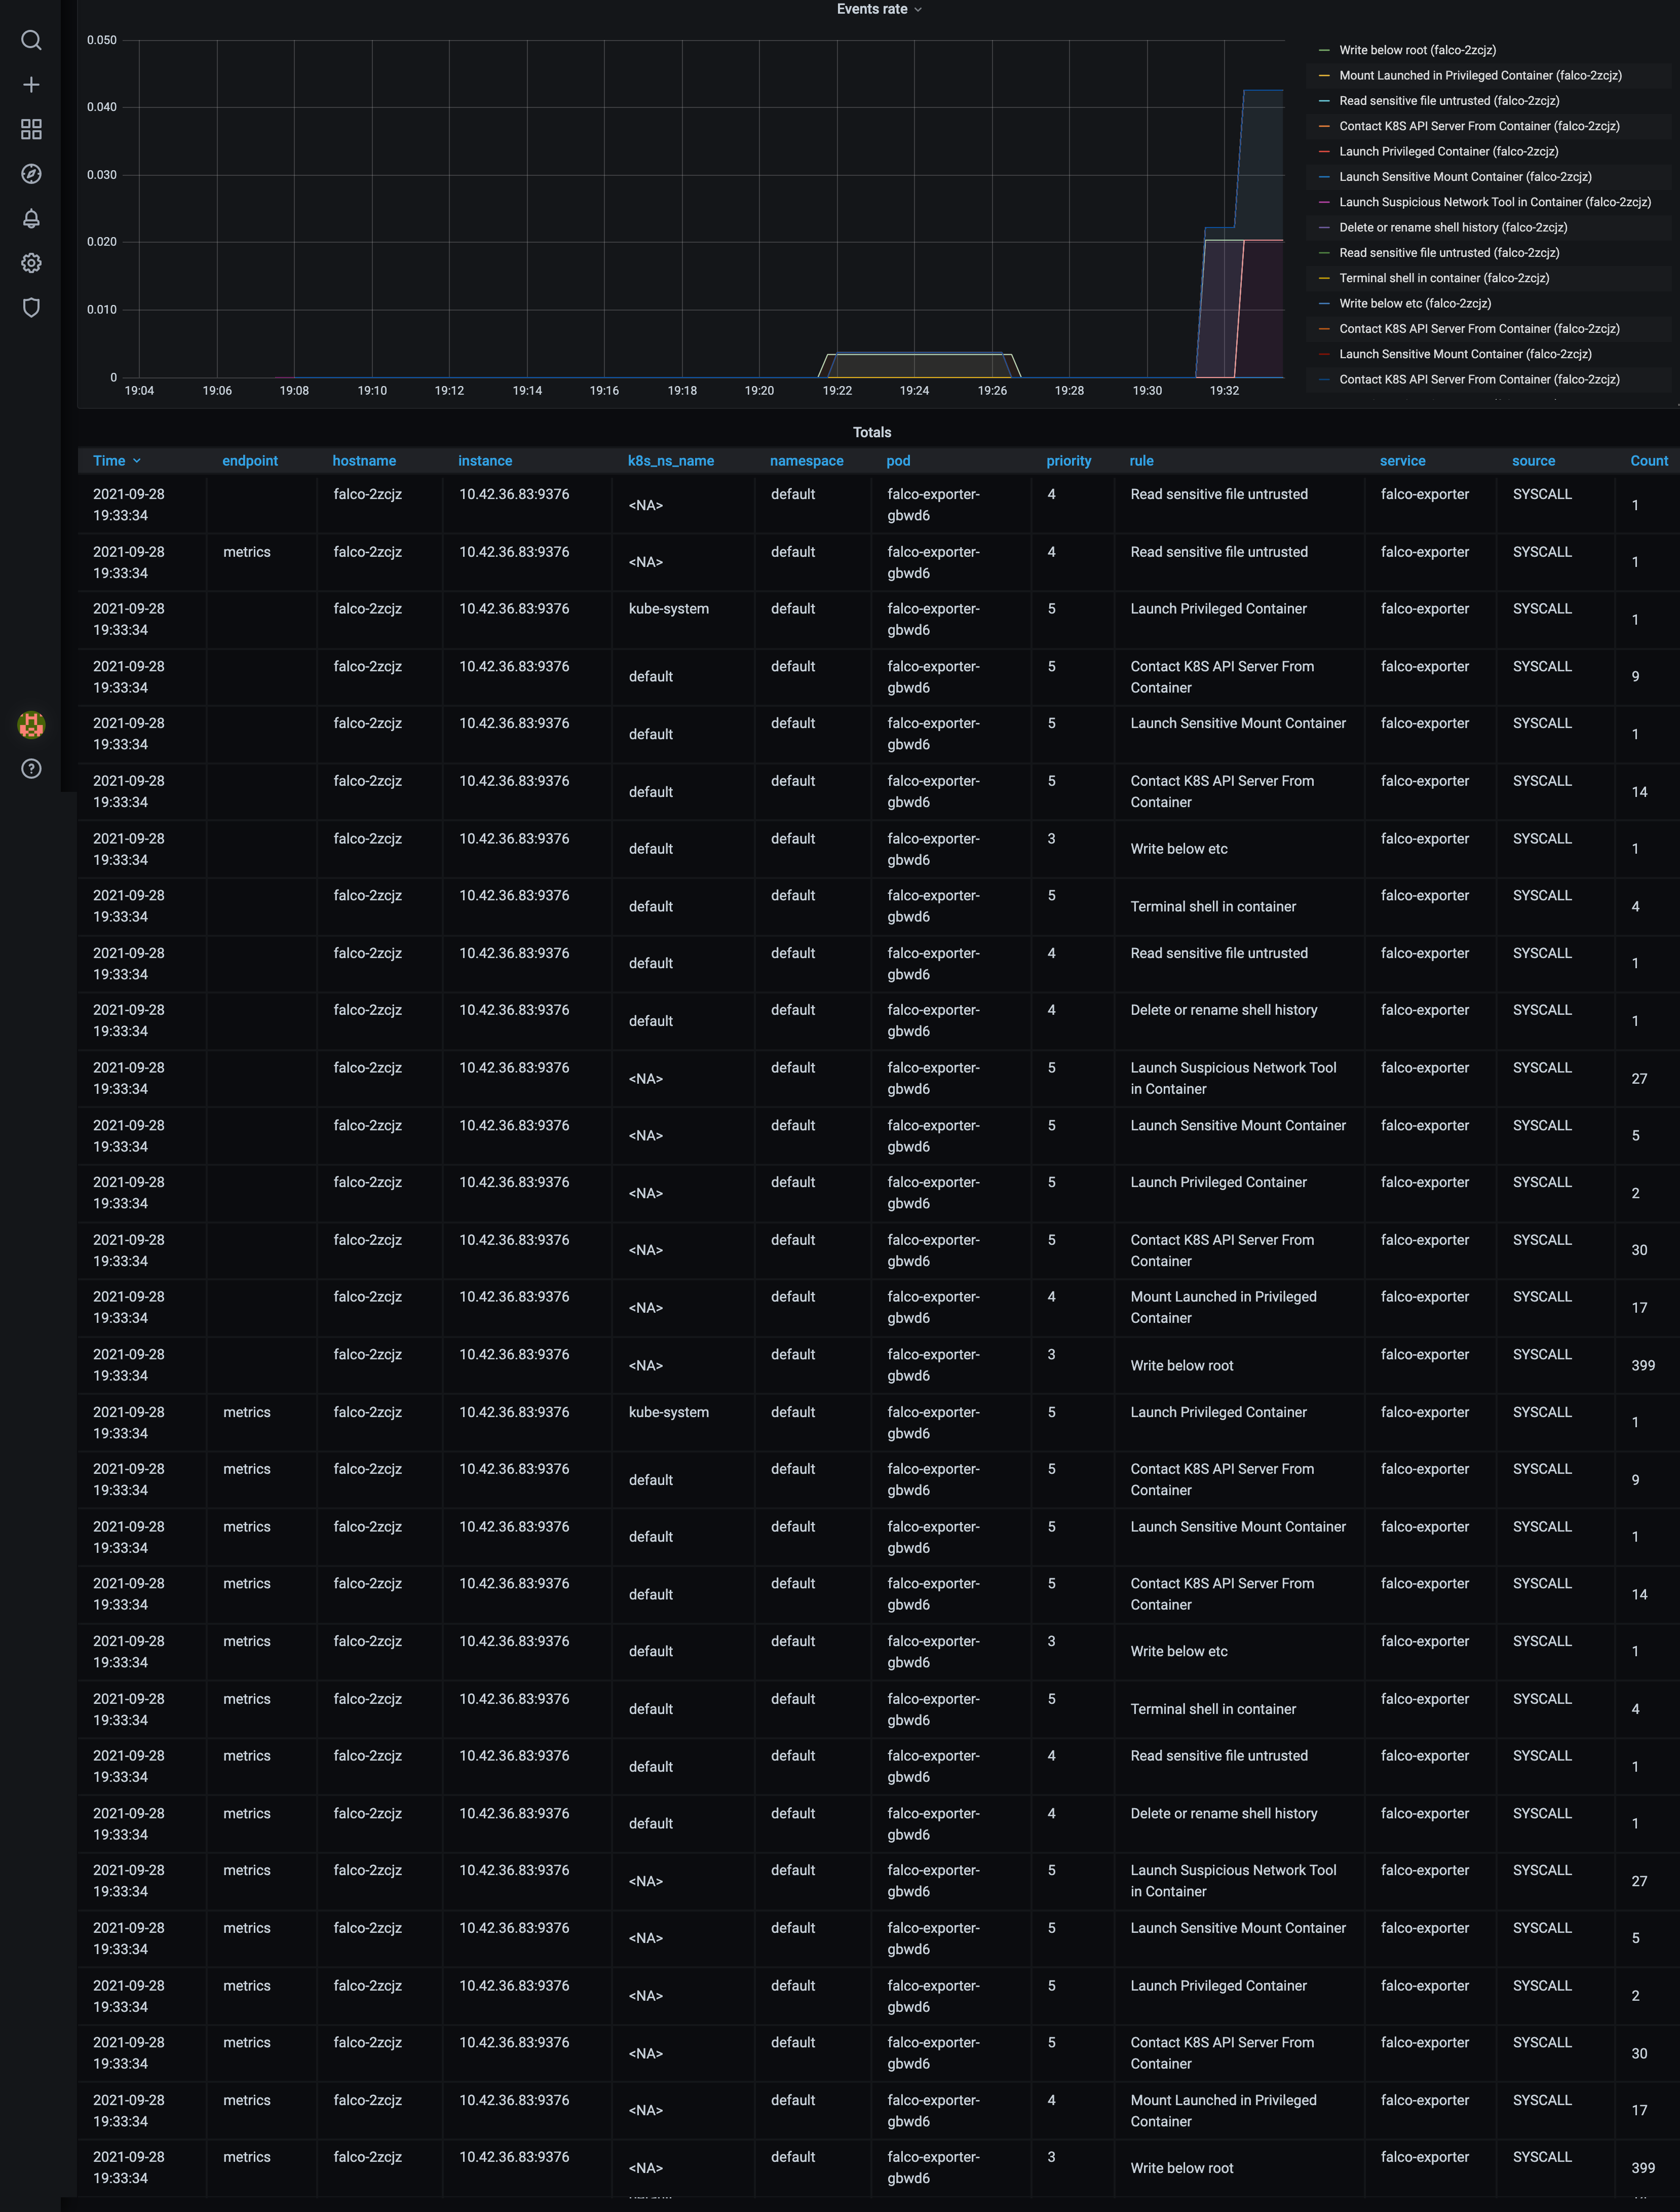 Events rate
0.050
0.040
0.030
0.020
0.010
0
19:04 19:06 19:08 19:10 19:12 19:14 19:16 19:18 19:20 19:22 19:24 19:26 19:28 19:30 19:32
Write below root (falco-2zcjz)
Mount Launched in Privileged Container (falco-2zcjz)
Read sensitive file untrusted (falco-2zcjz)
Contact K8S API Server From Container (falco-2zcjz)
Launch Privileged Container (falco-2zcjz)
Launch Sensitive Mount Container (falco-2zcjz)
Launch Suspicious Network Tool in Container (falco-2zcjz)
Delete or rename shell history (falco-2zcjz)
Read sensitive file untrusted (falco-2zcjz)
Terminal shell in container (falco-2zcjz)
Write below etc (falco-2zcjz)
Contact K8S API Server From Container (falco-2zcjz)
Launch Sensitive Mount Container (falco-2zcjz)
Contact K8S API Server From Container (falco-2zcjz)
Totals
Time endpoint hostname instance k8s_ns_name namespace pod priority rule service source Count
2021-09-28 19:33:34 falco-2zcjz 10.42.36.83:9376 <NA> default falco-exporter-gbwd6 4 Read sensitive file untrusted falco-exporter SYSCALL 1
2021-09-28 19:33:34 metrics falco-2zcjz 10.42.36.83:9376 <NA> default falco-exporter-gbwd6 4 Read sensitive file untrusted falco-exporter SYSCALL 1
2021-09-28 19:33:34 falco-2zcjz 10.42.36.83:9376 kube-system default falco-exporter-gbwd6 5 Launch Privileged Container falco-exporter SYSCALL 1
2021-09-28 19:33:34 falco-2zcjz 10.42.36.83:9376 default default falco-exporter-gbwd6 5 Contact K8S API Server From Container falco-exporter SYSCALL 9
2021-09-28 19:33:34 falco-2zcjz 10.42.36.83:9376 default default falco-exporter-gbwd6 5 Launch Sensitive Mount Container falco-exporter SYSCALL 1
2021-09-28 19:33:34 falco-2zcjz 10.42.36.83:9376 default default falco-exporter-gbwd6 5 Contact K8S API Server From Container falco-exporter SYSCALL 14
2021-09-28 19:33:34 falco-2zcjz 10.42.36.83:9376 default default falco-exporter-gbwd6 3 Write below etc falco-exporter SYSCALL 1
2021-09-28 19:33:34 falco-2zcjz 10.42.36.83:9376 default default falco-exporter-gbwd6 5 Terminal shell in container falco-exporter SYSCALL 4
2021-09-28 19:33:34 falco-2zcjz 10.42.36.83:9376 default default falco-exporter-gbwd6 4 Read sensitive file untrusted falco-exporter SYSCALL 1
2021-09-28 19:33:34 falco-2zcjz 10.42.36.83:9376 default default falco-exporter-gbwd6 4 Delete or rename shell history falco-exporter SYSCALL 1
2021-09-28 19:33:34 falco-2zcjz 10.42.36.83:9376 <NA> default falco-exporter-gbwd6 5 Launch Suspicious Network Tool in Container falco-exporter SYSCALL 27
2021-09-28 19:33:34 falco-2zcjz 10.42.36.83:9376 <NA> default falco-exporter-gbwd6 5 Launch Sensitive Mount Container falco-exporter SYSCALL 5
2021-09-28 19:33:34 falco-2zcjz 10.42.36.83:9376 <NA> default falco-exporter-gbwd6 5 Launch Privileged Container falco-exporter SYSCALL 2
2021-09-28 19:33:34 falco-2zcjz 10.42.36.83:9376 <NA> default falco-exporter-gbwd6 5 Contact K8S API Server From Container falco-exporter SYSCALL 30
2021-09-28 19:33:34 falco-2zcjz 10.42.36.83:9376 <NA> default falco-exporter-gbwd6 4 Mount Launched in Privileged Container falco-exporter SYSCALL 17
2021-09-28 19:33:34 falco-2zcjz 10.42.36.83:9376 <NA> default falco-exporter-gbwd6 3 Write below root falco-exporter SYSCALL 399
2021-09-28 19:33:34 metrics falco-2zcjz 10.42.36.83:9376 kube-system default falco-exporter-gbwd6 5 Launch Privileged Container falco-exporter SYSCALL 1
2021-09-28 19:33:34 metrics falco-2zcjz 10.42.36.83:9376 default default falco-exporter-gbwd6 5 Contact K8S API Server From Container falco-exporter SYSCALL 9
2021-09-28 19:33:34 metrics falco-2zcjz 10.42.36.83:9376 default default falco-exporter-gbwd6 5 Launch Sensitive Mount Container falco-exporter SYSCALL 1
2021-09-28 19:33:34 metrics falco-2zcjz 10.42.36.83:9376 default default falco-exporter-gbwd6 5 Contact K8S API Server From Container falco-exporter SYSCALL 14
2021-09-28 19:33:34 metrics falco-2zcjz 10.42.36.83:9376 default default falco-exporter-gbwd6 3 Write below etc falco-exporter SYSCALL 1
2021-09-28 19:33:34 metrics falco-2zcjz 10.42.36.83:9376 default default falco-exporter-gbwd6 5 Terminal shell in container falco-exporter SYSCALL 4
2021-09-28 19:33:34 metrics falco-2zcjz 10.42.36.83:9376 default default falco-exporter-gbwd6 4 Read sensitive file untrusted falco-exporter SYSCALL 1
2021-09-28 19:33:34 metrics falco-2zcjz 10.42.36.83:9376 default default falco-exporter-gbwd6 4 Delete or rename shell history falco-exporter SYSCALL 1
2021-09-28 19:33:34 metrics falco-2zcjz 10.42.36.83:9376 <NA> default falco-exporter-gbwd6 5 Launch Suspicious Network Tool in Container falco-exporter SYSCALL 27
2021-09-28 19:33:34 metrics falco-2zcjz 10.42.36.83:9376 <NA> default falco-exporter-gbwd6 5 Launch Sensitive Mount Container falco-exporter SYSCALL 5
2021-09-28 19:33:34 metrics falco-2zcjz 10.42.36.83:9376 <NA> default falco-exporter-gbwd6 5 Launch Privileged Container falco-exporter SYSCALL 2
2021-09-28 19:33:34 metrics falco-2zcjz 10.42.36.83:9376 <NA> default falco-exporter-gbwd6 5 Contact K8S API Server From Container falco-exporter SYSCALL 30
2021-09-28 19:33:34 metrics falco-2zcjz 10.42.36.83:9376 <NA> default falco-exporter-gbwd6 4 Mount Launched in Privileged Container falco-exporter SYSCALL 17
2021-09-28 19:33:34 metrics falco-2zcjz 10.42.36.83:9376 <NA> default falco-exporter-gbwd6 3 Write below root falco-exporter SYSCALL 399